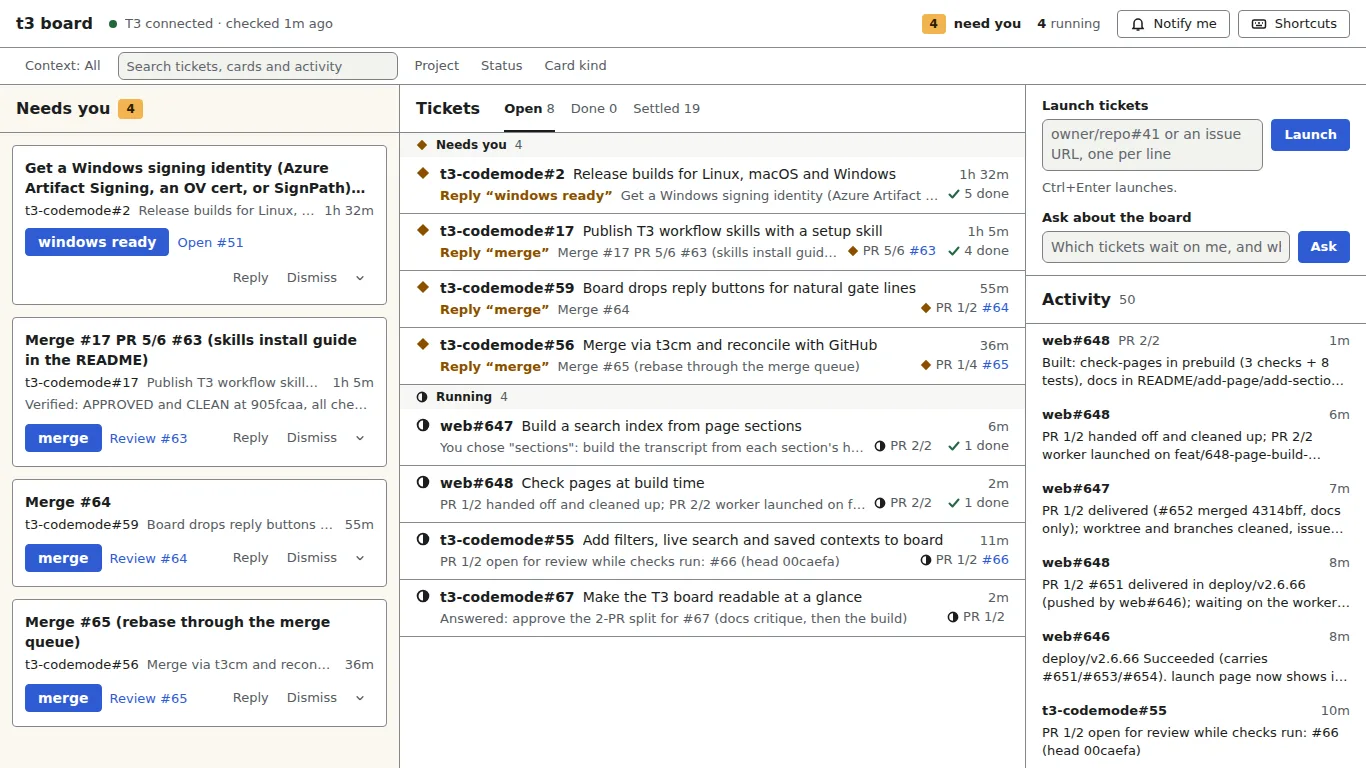 t3 board
T3 connected · checked 1m ago
4 need you
4 running
Notify me
Shortcuts
Context: All
Search tickets, cards and activity
Project
Status
Card kind
Needs you 4
Get a Windows signing identity (Azure
Artifact Signing, an OV cert, or SignPath)…
t3-codemode#2 Release builds for Linux, … 1h 32m
windows ready
Open #51
Reply
Dismiss
Merge #17 PR 5/6 #63 (skills install guide
in the README)
t3-codemode#17 Publish T3 workflow skill… 1h 5m
Verified: APPROVED and CLEAN at 905fcaa, all che…
merge
Review #63
Reply
Dismiss
Merge #64
t3-codemode#59 Board drops reply buttons … 55m
merge
Review #64
Reply
Dismiss
Merge #65 (rebase through the merge
queue)
t3-codemode#56 Merge via t3cm and recon… 36m
merge
Review #65
Reply
Dismiss
Tickets
Open 8
Done 0
Settled 19
Needs you 4
t3-codemode#2 Release builds for Linux, macOS and Windows 1h 32m
Reply “windows ready” Get a Windows signing identity (Azure Artifact … 5 done
t3-codemode#17 Publish T3 workflow skills with a setup skill 1h 5m
Reply “merge” Merge #17 PR 5/6 #63 (skills install guid… PR 5/6 #63 4 done
t3-codemode#59 Board drops reply buttons for natural gate lines 55m
Reply “merge” Merge #64 PR 1/2 #64
t3-codemode#56 Merge via t3cm and reconcile with GitHub 36m
Reply “merge” Merge #65 (rebase through the merge queue) PR 1/4 #65
Running 4
web#647 Build a search index from page sections 6m
You chose "sections": build the transcript from each section's h… PR 2/2 1 done
web#648 Check pages at build time 2m
PR 1/2 handed off and cleaned up; PR 2/2 worker launched on f… PR 2/2 1 done
t3-codemode#55 Add filters, live search and saved contexts to board 11m
PR 1/2 open for review while checks run: #66 (head 00caefa) PR 1/2 #66
t3-codemode#67 Make the T3 board readable at a glance 2m
Answered: approve the 2-PR split for #67 (docs critique, then the build) PR 1/2
Launch tickets
owner/repo#41 or an issue
URL, one per line
Launch
Ctrl+Enter launches.
Ask about the board
Which tickets wait on me, and wh
Ask
Activity 50
web#648 PR 2/2 1m
Built: check-pages in prebuild (3 checks + 8
tests), docs in README/add-page/add-sectio…
web#648 6m
PR 1/2 handed off and cleaned up; PR 2/2
worker launched on feat/648-page-build-…
web#647 7m
PR 1/2 delivered (#652 merged 4314bff, docs
only); worktree and branches cleaned, issue…
web#648 8m
PR 1/2 #651 delivered in deploy/v2.6.66
(pushed by web#646); waiting on the worker…
web#646 8m
deploy/v2.6.66 Succeeded (carries
#651/#653/#654). launch page now shows i…
t3-codemode#55 10m
PR 1/2 open for review while checks run: #66
(head 00caefa)